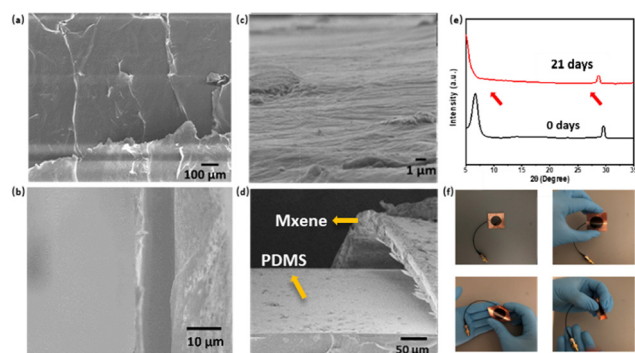 (a)
100 μm
(b)
10 μm
(c)
1 μm
(d)
Mxene
PDMS
50 μm
(e)
Intensity (a.u.)
21 days
0 days
5 10 15 20 25 30 35
2θ (Degree)
(f)